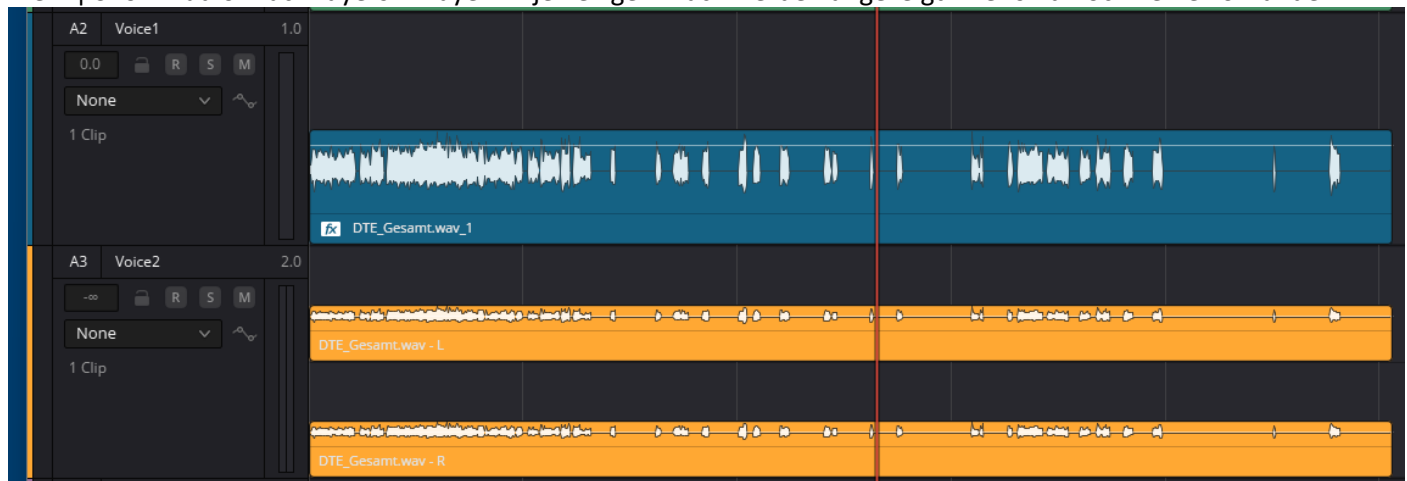 A2 Voice1 1.0
0.0 R S M
None
1 Clip
fx DTE_Gesamt.wav_1
A3 Voice2 2.0
-∞ R S M
None
1 Clip
DTE_Gesamt.wav - L
DTE_Gesamt.wav - R